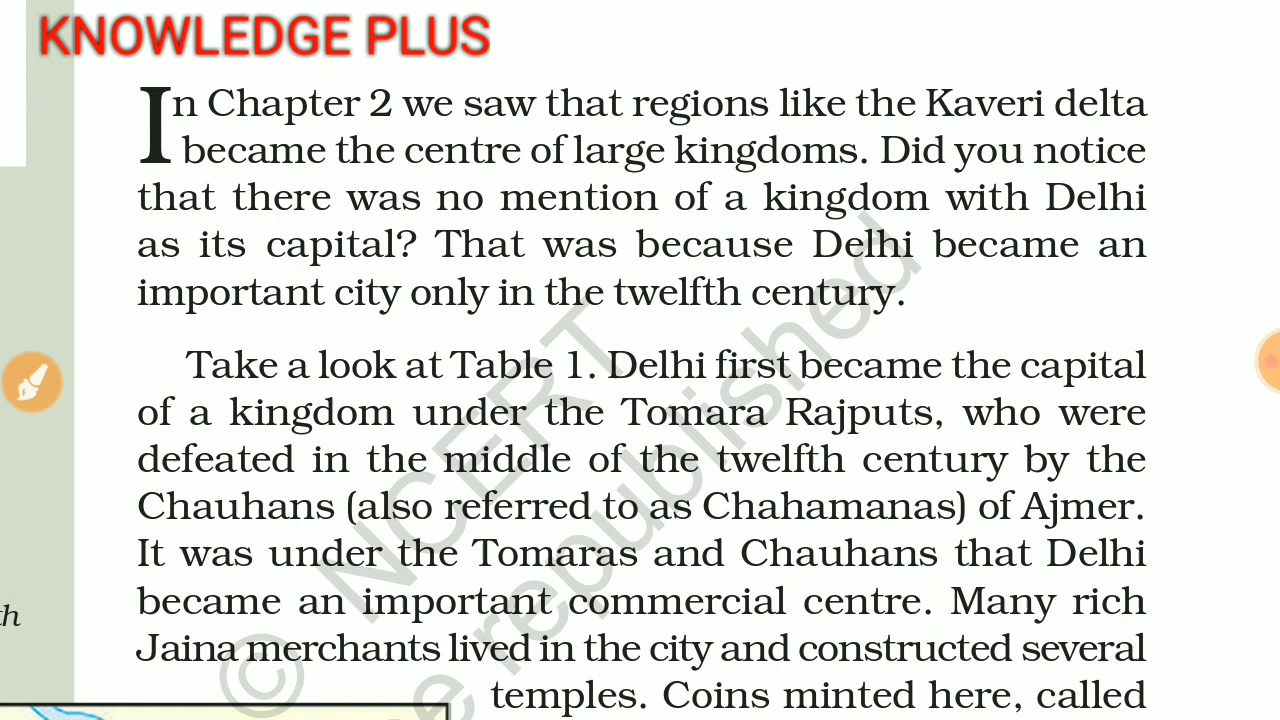 KNOWLEDGE PLUS
In Chapter 2 we saw that regions like the Kaveri delta
became the centre of large kingdoms. Did you notice
that there was no mention of a kingdom with Delhi
as its capital? That was because Delhi became an
important city only in the twelfth century.
Take a look at Table 1. Delhi first became the capital
of a kingdom under the Tomara Rajputs, who were
defeated in the middle of the twelfth century by the
Chauhans (also referred to as Chahamanas) of Ajmer.
It was under the Tomaras and Chauhans that Delhi
became an important commercial centre. Many rich
Jaina merchants lived in the city and constructed several
temples. Coins minted here, called
th
© NCERT
be republished